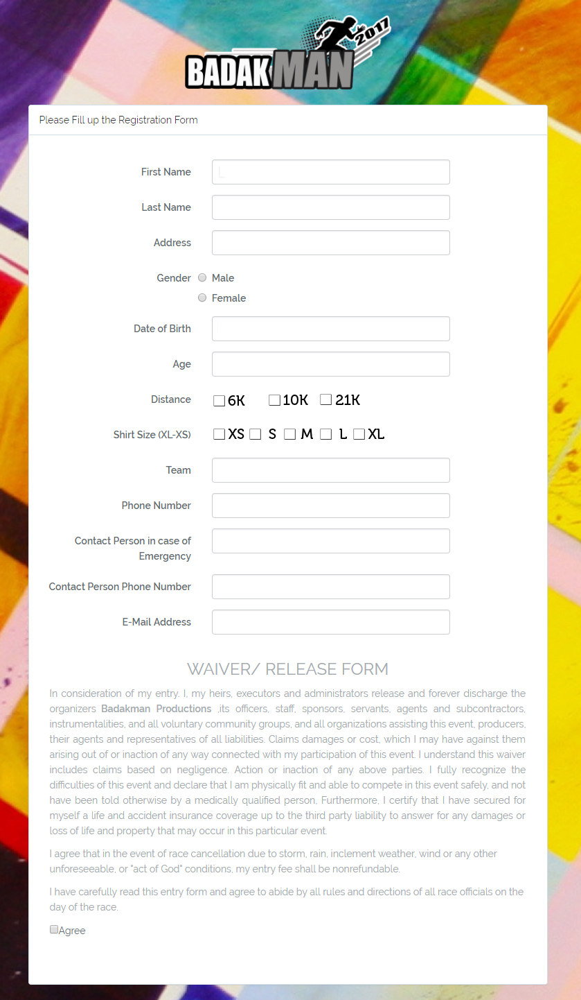 2017
BADAKMAN
Please Fill up the Registration Form
First Name
Last Name
Address
Gender Male
Female
Date of Birth
Age
Distance 6K 10K 21K
Shirt Size (XL-XS) XS S M L XL
Team
Phone Number
Contact Person in case of
Emergency
Contact Person Phone Number
E-Mail Address
WAIVER/ RELEASE FORM
In consideration of my entry. I, my heirs, executors and administrators release and forever discharge the
organizers Badakman Productions ,its officers, staff, sponsors, servants, agents and subcontractors,
instrumentalities, and all voluntary community groups, and all organizations assisting this event, producers,
their agents and representatives of all liabilities. Claims damages or cost, which I may have against them
arising out of or inaction of any way connected with my participation of this event. I understand this waiver
includes claims based on negligence. Action or inaction of any above parties. I fully recognize the
difficulties of this event and declare that I am physically fit and able to compete in this event safely, and not
have been told otherwise by a medically qualified person, Furthermore, I certify that I have secured for
myself a life and accident insurance coverage up to the third party liability to answer for any damages or
loss of life and property that may occur in this particular event.
I agree that in the event of race cancellation due to storm, rain, inclement weather, wind or any other
unforeseeable, or "act of God" conditions, my entry fee shall be nonrefundable.
I have carefully read this entry form and agree to abide by all rules and directions of all race officials on the
day of the race.
Agree